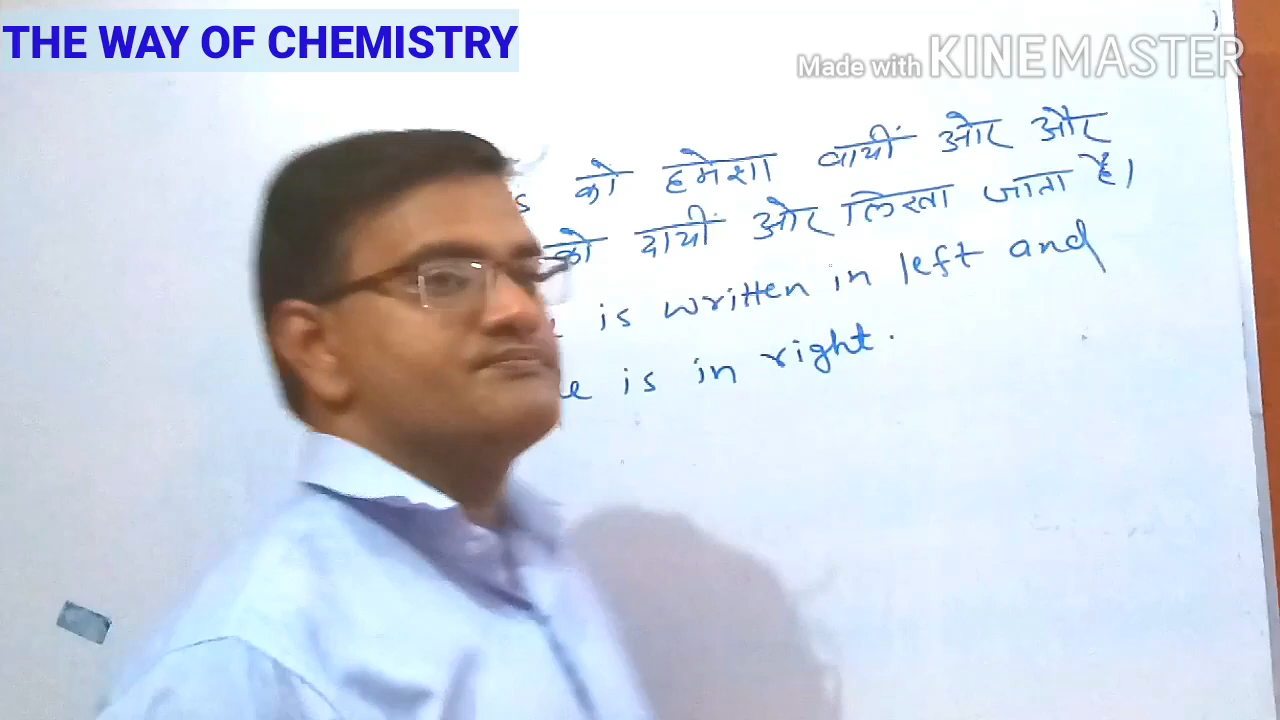 THE WAY OF CHEMISTRY
Made with KINEMASTER
को हमेशा बायीं ओर और
को दायीं ओर लिखा जाता है।
is written in left and
is in right.